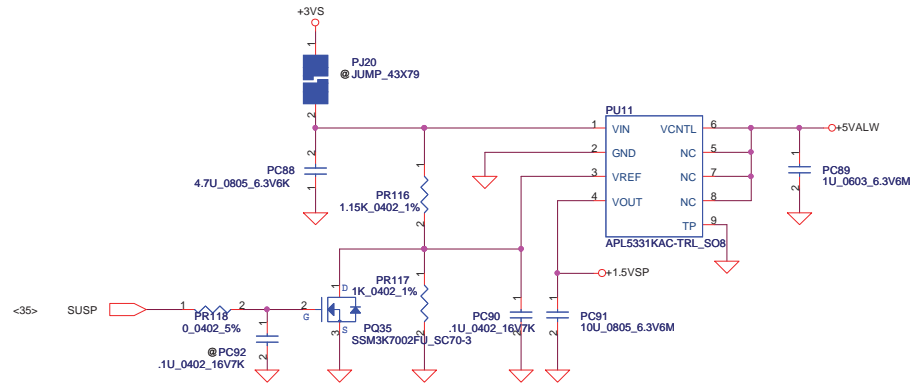 +3VS
1
PJ20
@ JUMP_43X79
2
PU11
1 VIN VCNTL 6
+5VALW
2 GND NC 5
3 VREF NC 7
4 VOUT NC 8
TP 9
APL5331KAC-TRL_SO8
1
PC89
1U_0603_6.3V6M
2
2
PC88
4.7U_0805_6.3V6K
1
1
PR116
1.15K_0402_1%
2
+1.5VSP
1
PR117
1K_0402_1%
2
<35>
SUSP
1
2
PR118
0_0402_5%
2
G
D
1
S
3
PQ35
SSM3K7002FU_SC70-3
1
@PC92
.1U_0402_16V7K
2
1
PC90
.1U_0402_16V7K
2
1
PC91
10U_0805_6.3V6M
2